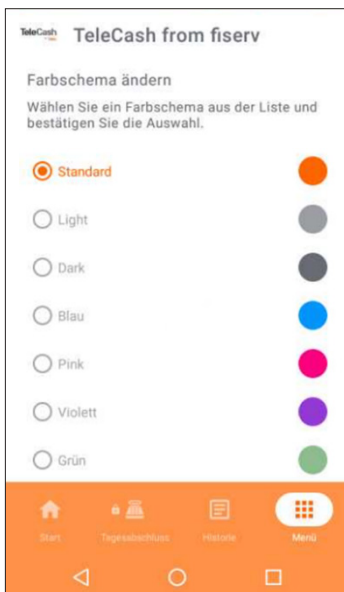 TeleCash
TeleCash from fiserv
Farbschema ändern
Wählen Sie ein Farbschema aus der Liste und
bestätigen Sie die Auswahl.
Standard
Light
Dark
Blau
Pink
Violett
Grün
Start Tagesabschluss Historie Menü